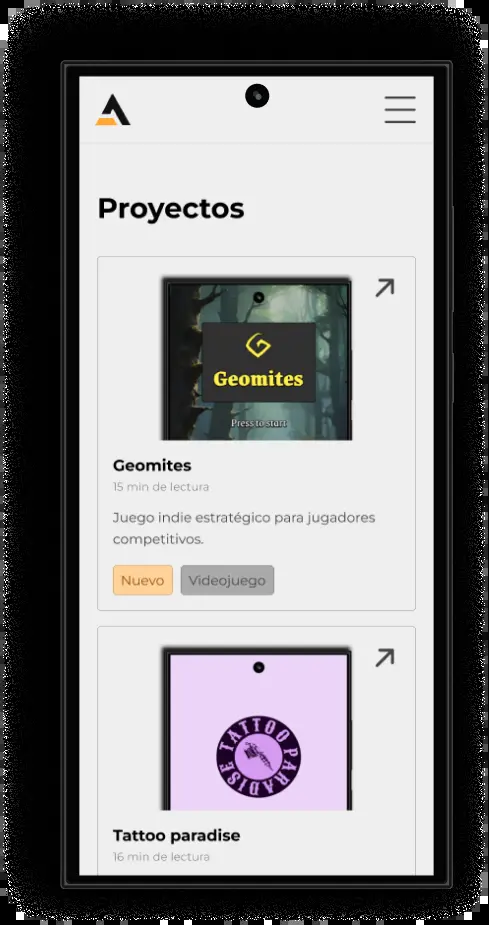 Proyectos
Geomites
Press to start
Geomites
15 min de lectura
Juego indie estratégico para jugadores
competitivos.
Nuevo
Videojuego
TATTOO PARADISE
Tattoo paradise
16 min de lectura